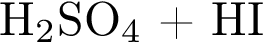 H₂SO₄ + HI